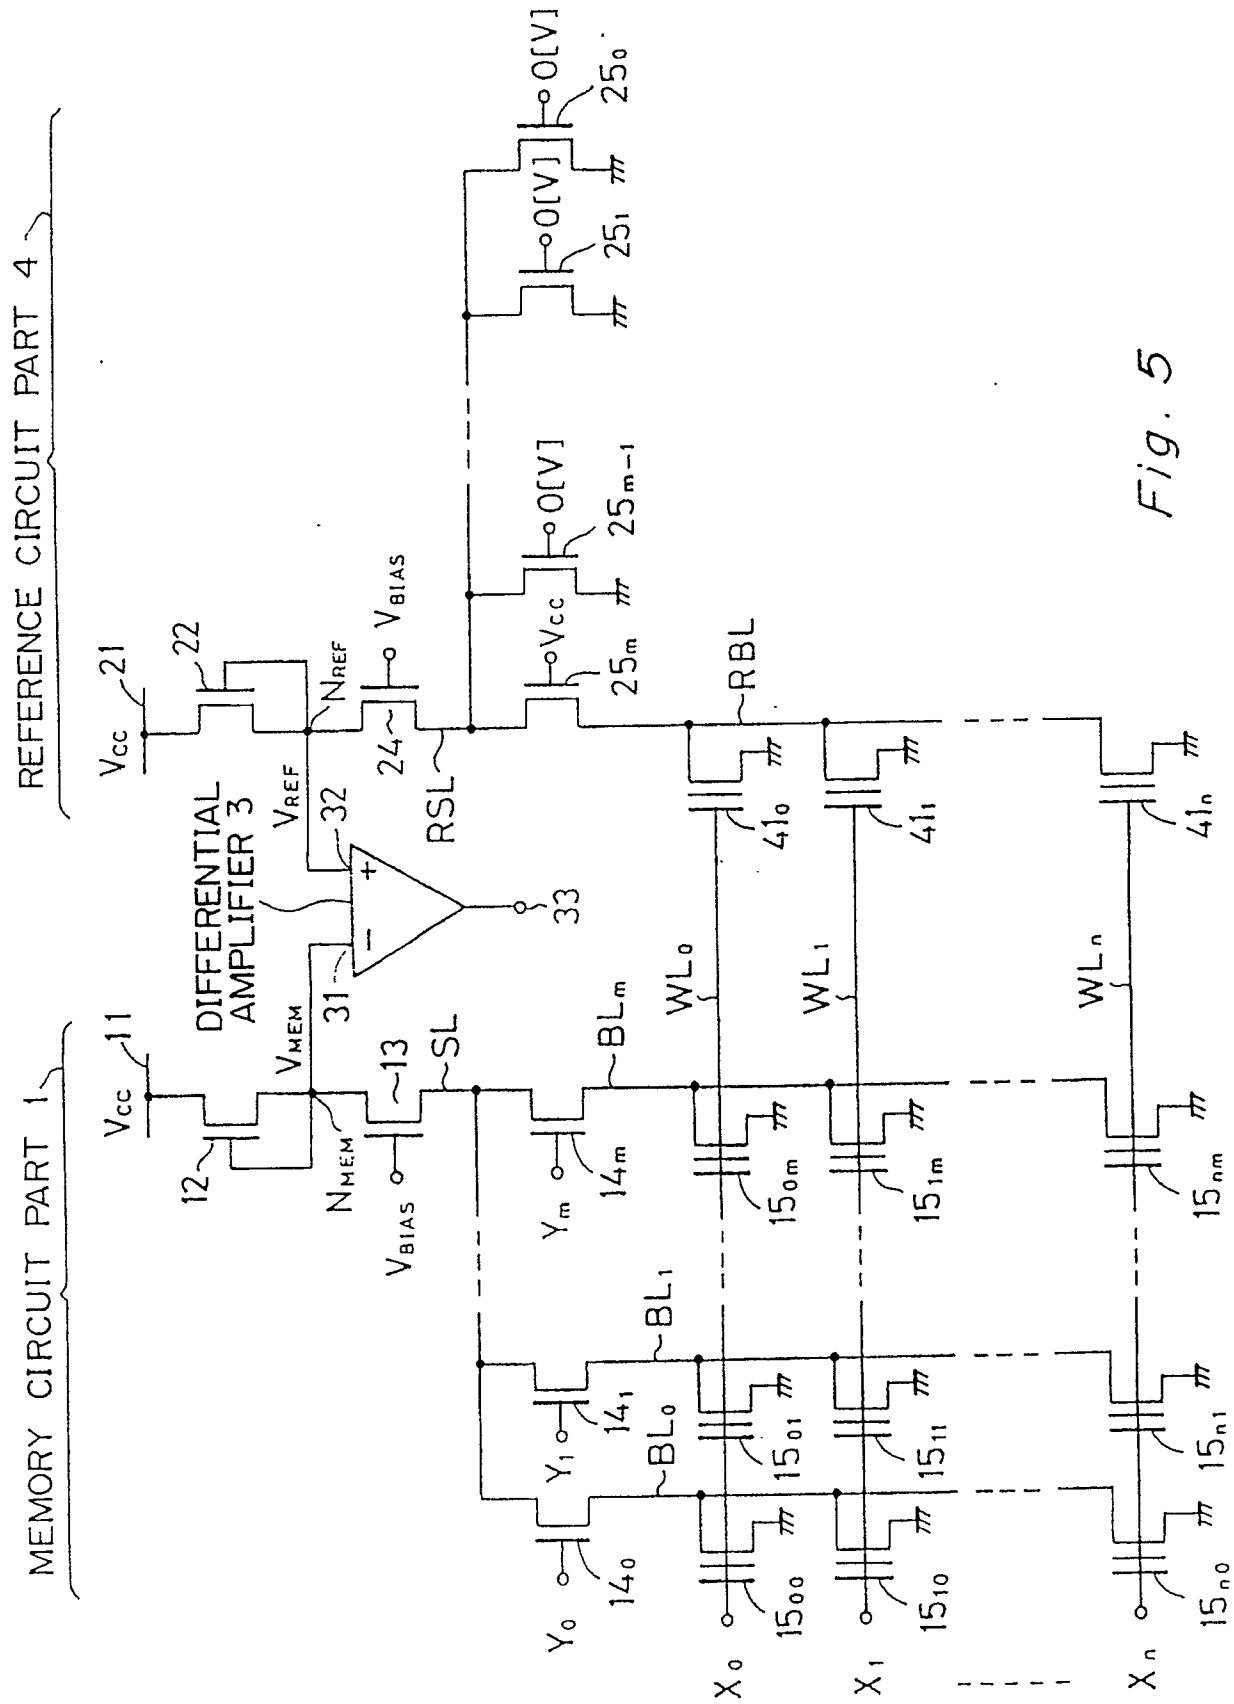 MEMORY CIRCUIT PART 1
REFERENCE CIRCUIT PART 4
Vcc 11
Vcc 21
12
22
DIFFERENTIAL
AMPLIFIER 3
NMEM
VMEM
VREF
NREF
31
32
−
+
33
VBIAS
13
24
VBIAS
SL
RSL
Y0
140
Y1
141
Ym
14m
Vcc
25m
O[V]
25m−1
O[V]
251
O[V]
250
BL0
BL1
BLm
RBL
X0
1500
1501
150m
WL0
410
X1
1510
1511
151m
WL1
411
Xn
15n0
15n1
15nm
WLn
41n
Fig. 5